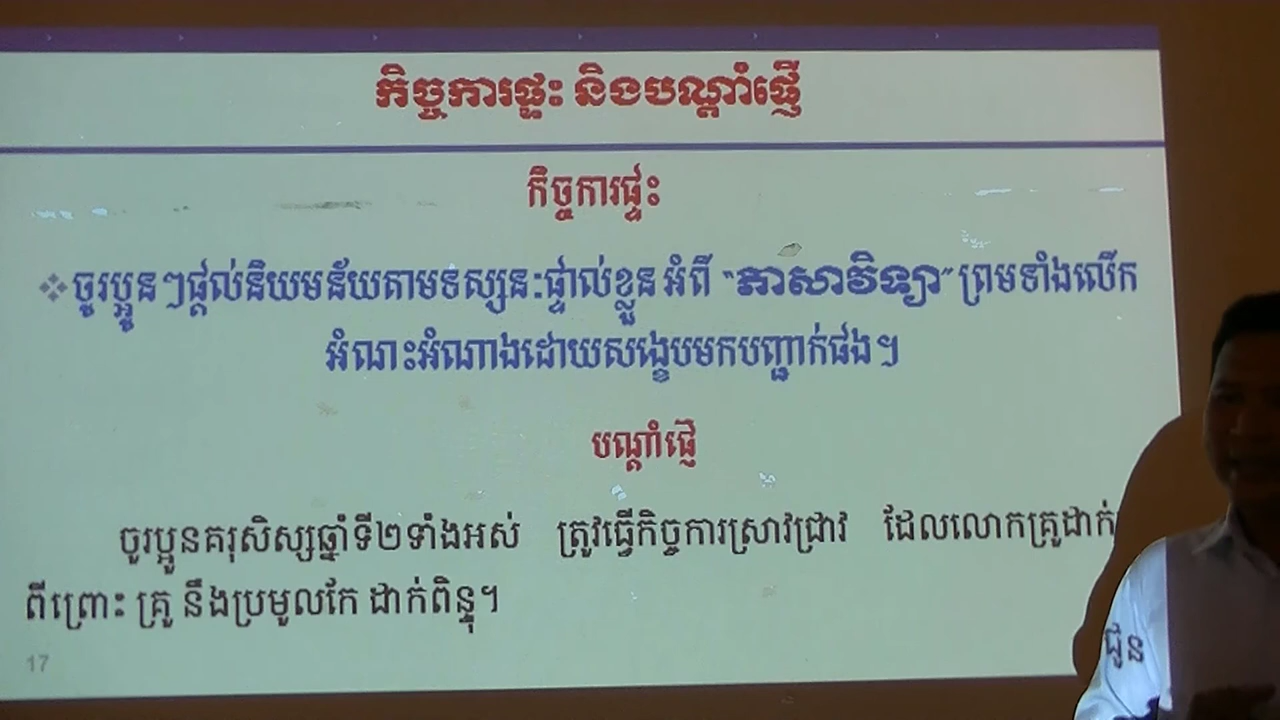 កិច្ចការផ្ទះ និងបណ្តាំផ្ញើ
កិច្ចការផ្ទះ
❖ ចូរប្អូនៗផ្តល់និយមន័យតាមទស្សនៈផ្ទាល់ខ្លួន អំពី “ភាសាវិទ្យា” ព្រមទាំងលើក
អំណះអំណាងដោយសង្ខេបមកបញ្ជាក់ផង។
បណ្តាំផ្ញើ
ចូរប្អូនគរុសិស្សឆ្នាំទី២ទាំងអស់ ត្រូវធ្វើកិច្ចការស្រាវជ្រាវ ដែលលោកគ្រូដាក់ជូន
ពីព្រោះ គ្រូ នឹងប្រមូលកែ ដាក់ពិន្ទុ។
17